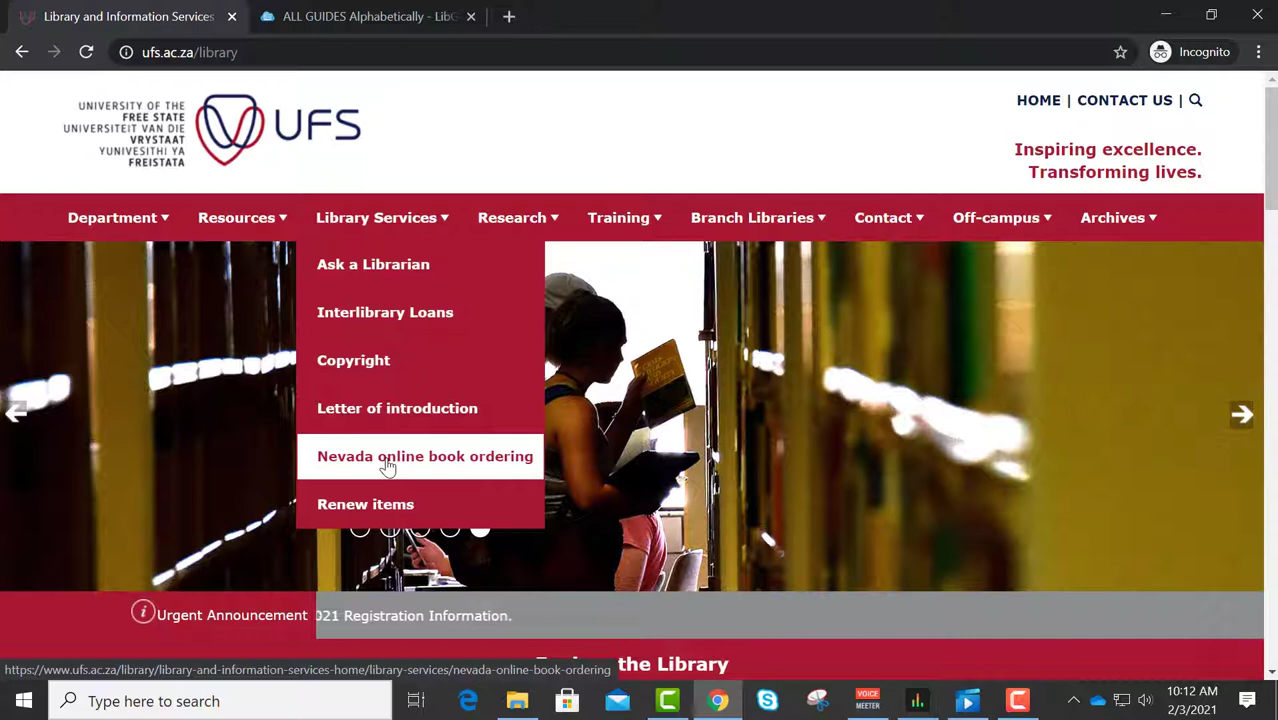 Library and Information Services
ALL GUIDES Alphabetically - LibG
ufs.ac.za/library
Incognito
UNIVERSITY OF THE
FREE STATE
UNIVERSITEIT VAN DIE
VRYSTAAT
YUNIVESITHI YA
FREISTATA
UFS
HOME | CONTACT US |
Inspiring excellence.
Transforming lives.
Department Resources Library Services Research Training Branch Libraries Contact Off-campus Archives
Ask a Librarian
Interlibrary Loans
Copyright
Letter of introduction
Nevada online book ordering
Renew items
Urgent Announcement 2021 Registration Information.
the Library
https://www.ufs.ac.za/library/library-and-information-services-home/library-services/nevada-online-book-ordering
Type here to search
VOICE
MEETER
10:12 AM
2/3/2021